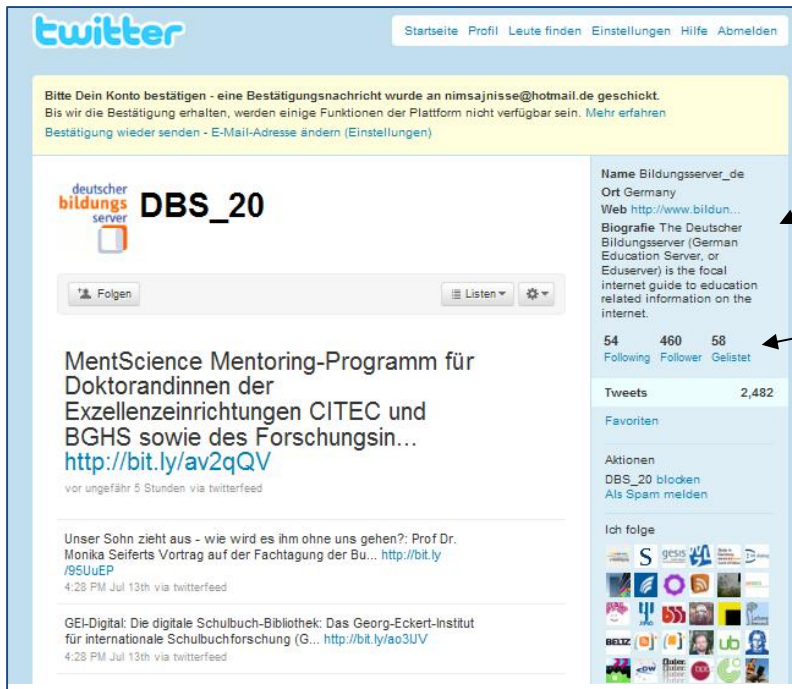 twitter
Startseite Profil Leute finden Einstellungen Hilfe Abmelden
Bitte Dein Konto bestätigen - eine Bestätigungsnachricht wurde an nimsajnisse@hotmail.de geschickt.
Bis wir die Bestätigung erhalten, werden einige Funktionen der Plattform nicht verfügbar sein. Mehr erfahren
Bestätigung wieder senden - E-Mail-Adresse ändern (Einstellungen)
deutscher
bildungs
server
DBS_20
Folgen
Listen
MentScience Mentoring-Programm für
Doktorandinnen der
Exzellenzeinrichtungen CITEC und
BGHS sowie des Forschungsin...
http://bit.ly/av2qQV
vor ungefähr 5 Stunden via twitterfeed
Unser Sohn zieht aus - wie wird es ihm ohne uns gehen?: Prof Dr.
Monika Seiferts Vortrag auf der Fachtagung der Bu... http://bit.ly
/95UuEP
4:28 PM Jul 13th via twitterfeed
GEI-Digital: Die digitale Schulbuch-Bibliothek: Das Georg-Eckert-Institut
für internationale Schulbuchforschung (G... http://bit.ly/ao3IJV
4:28 PM Jul 13th via twitterfeed
Name Bildungsserver_de
Ort Germany
Web http://www.bildun...
Biografie The Deutscher
Bildungsserver (German
Education Server, or
Eduserver) is the focal
internet guide to education
related information on the
internet.
54 460 58
Following Follower Gelistet
Tweets 2,482
Favoriten
Aktionen
DBS_20 blocken
Als Spam melden
Ich folge
S gesis
BELTZ ub